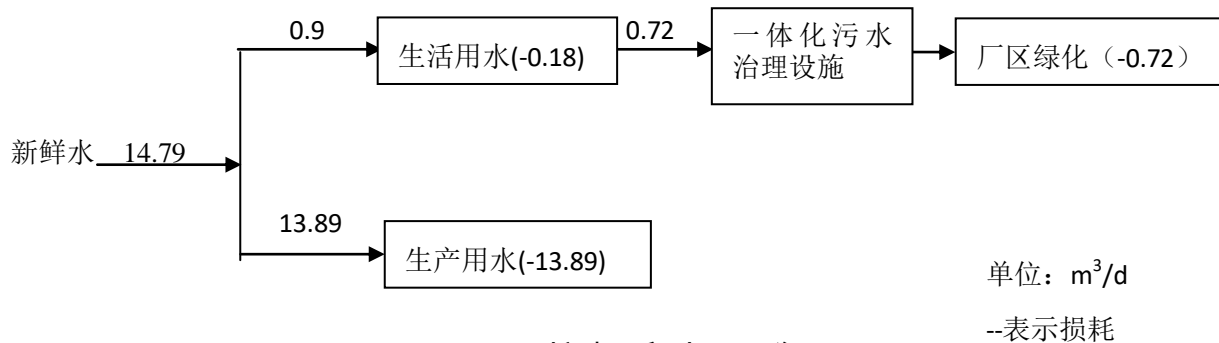 0.9
生活用水(-0.18)
0.72
一体化污水
治理设施
厂区绿化（-0.72）
新鲜水 14.79
13.89
生产用水(-13.89)
单位：m³/d
--表示损耗